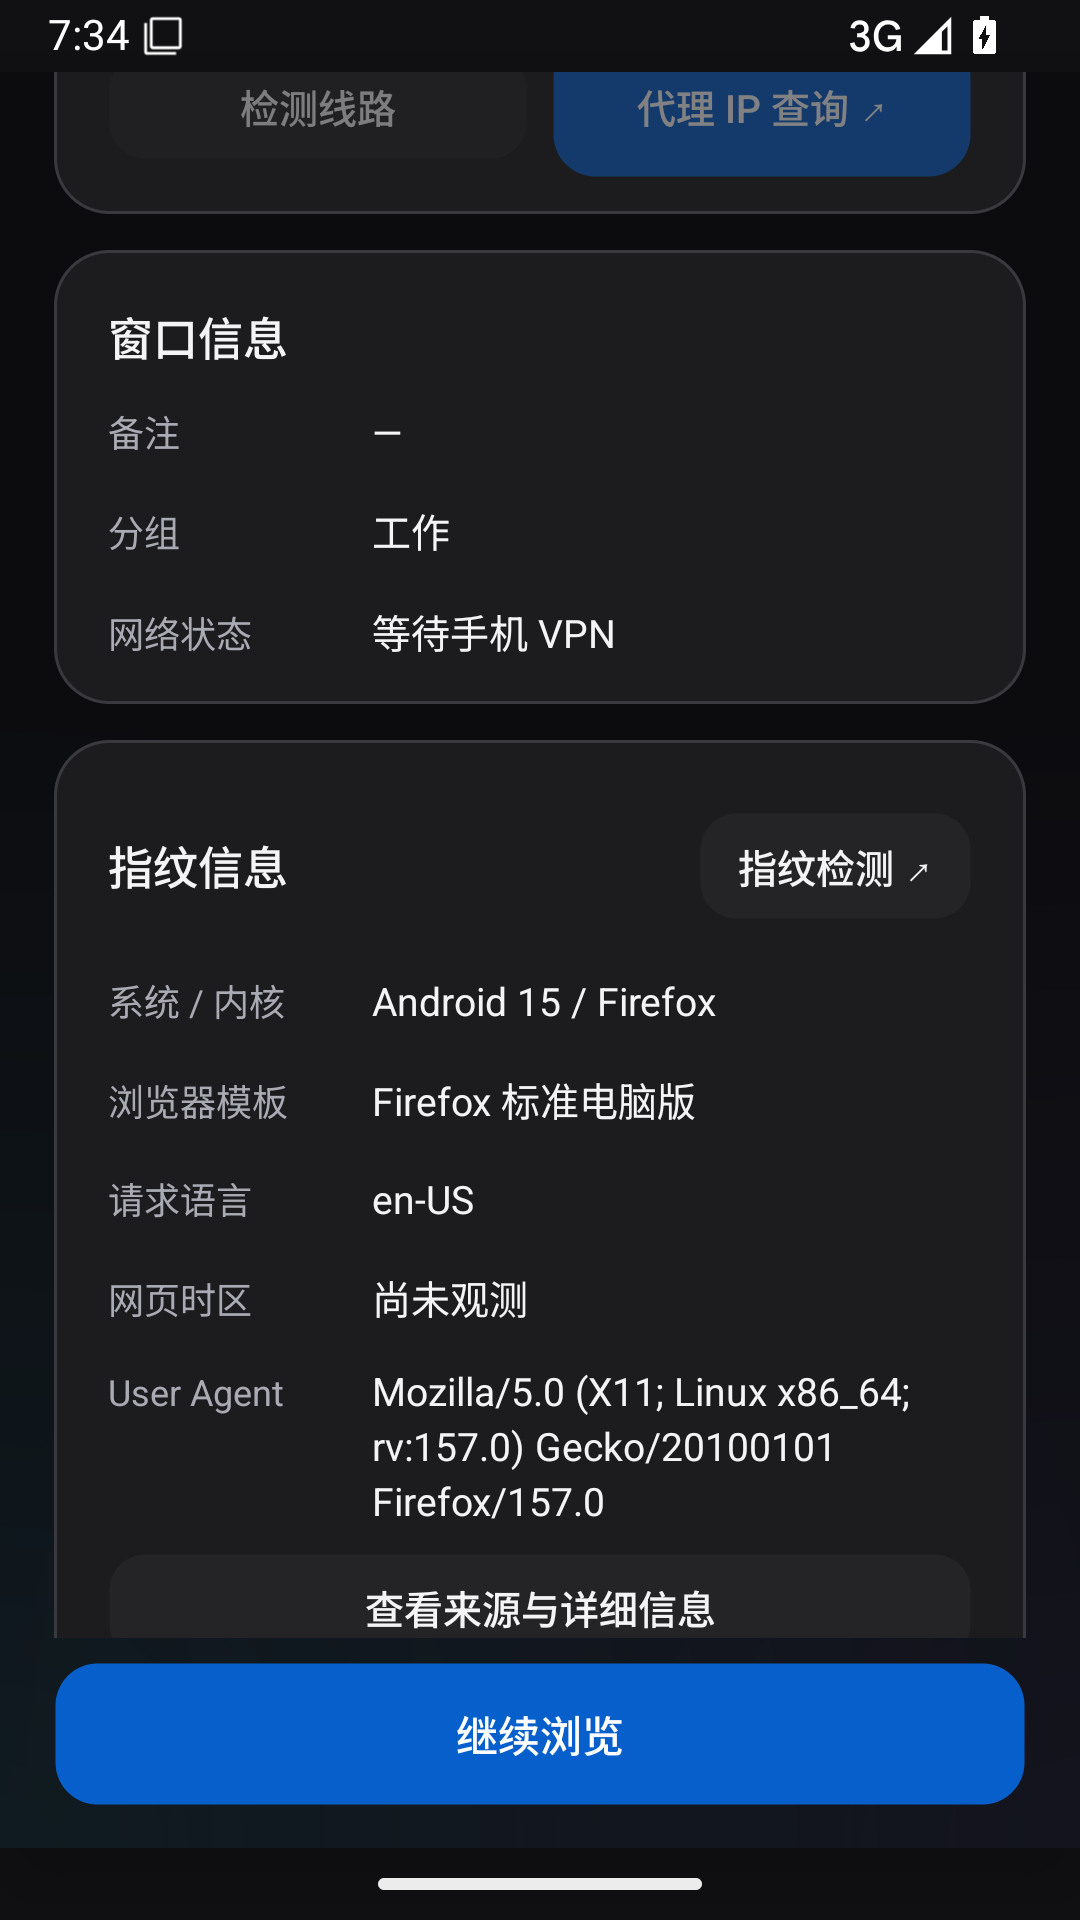 7:34
3G
检测线路
代理 IP 查询 ↗
窗口信息
备注
—
分组
工作
网络状态
等待手机 VPN
指纹信息
指纹检测 ↗
系统 / 内核
Android 15 / Firefox
浏览器模板
Firefox 标准电脑版
请求语言
en-US
网页时区
尚未观测
User Agent
Mozilla/5.0 (X11; Linux x86_64;
rv:157.0) Gecko/20100101
Firefox/157.0
查看来源与详细信息
继续浏览